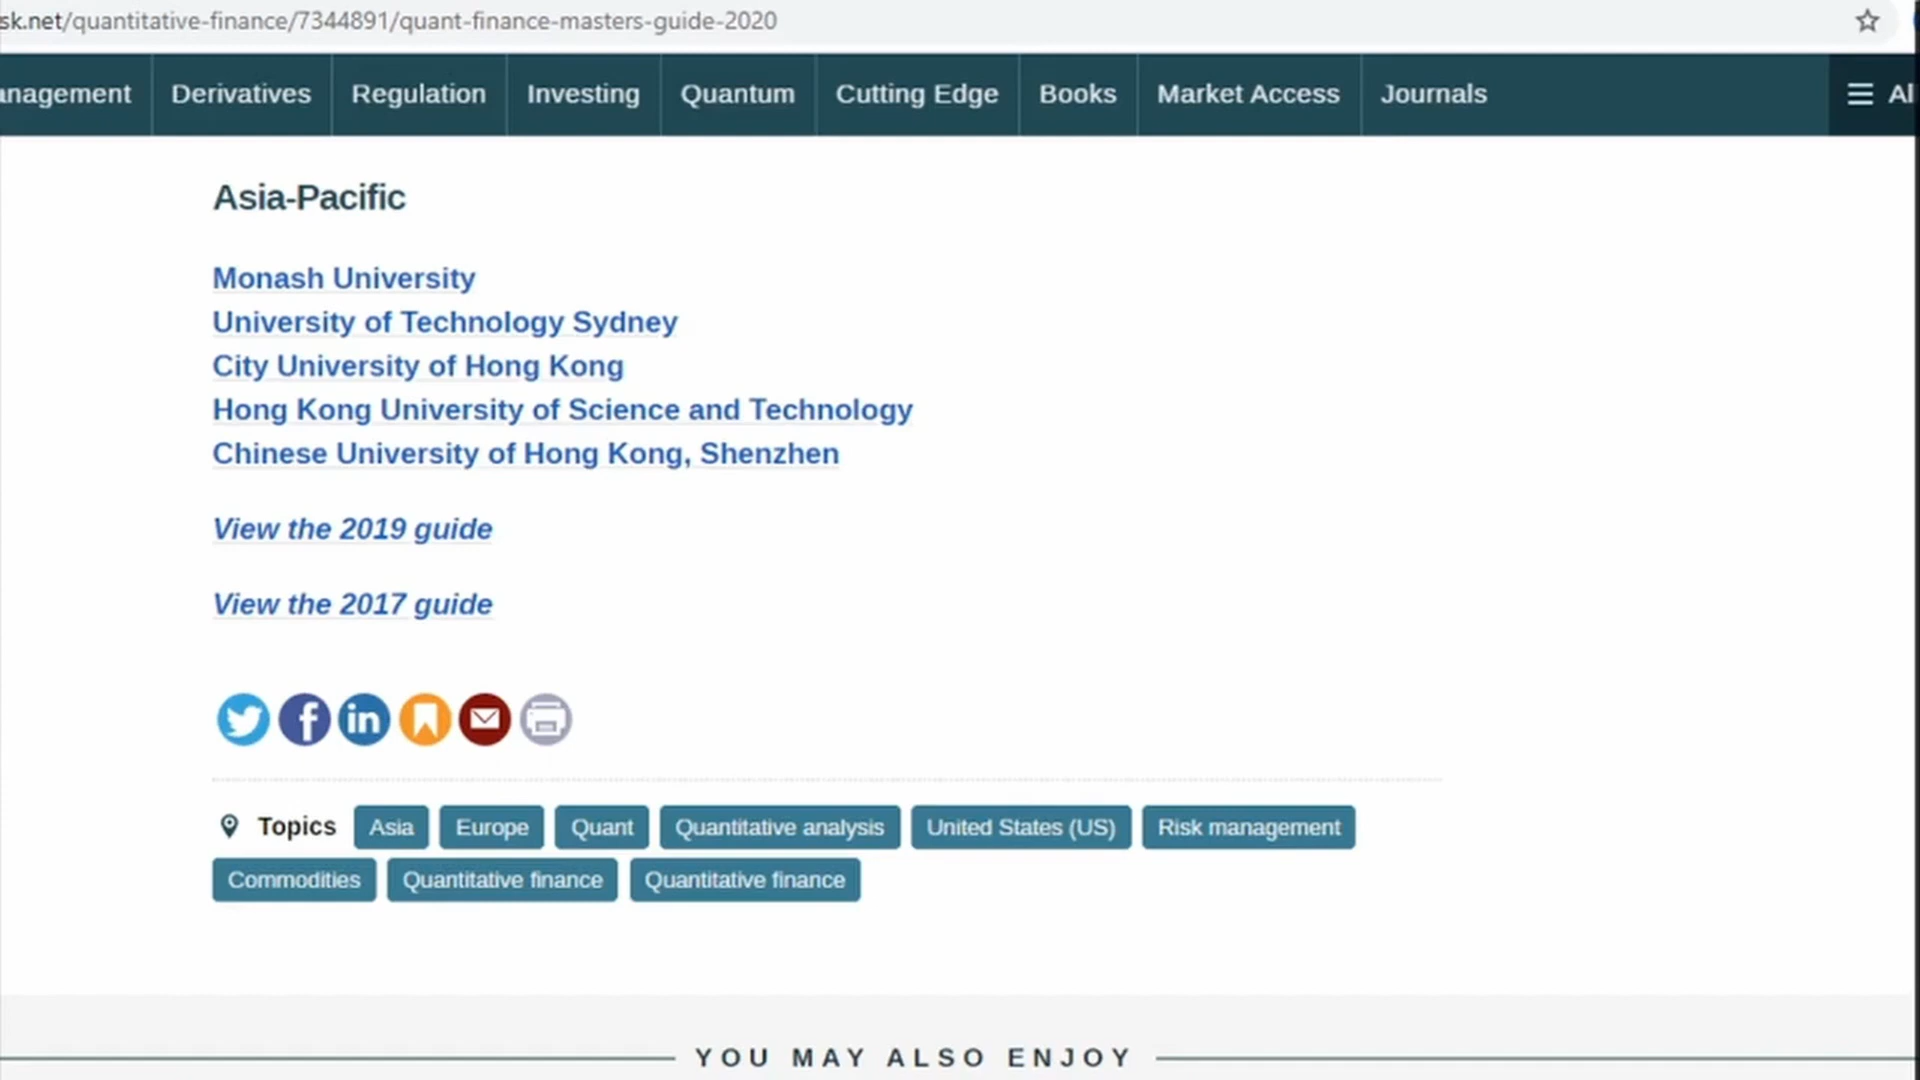 sk.net/quantitative-finance/7344891/quant-finance-masters-guide-2020
anagement Derivatives Regulation Investing Quantum Cutting Edge Books Market Access Journals Al
Asia-Pacific
Monash University
University of Technology Sydney
City University of Hong Kong
Hong Kong University of Science and Technology
Chinese University of Hong Kong, Shenzhen
View the 2019 guide
View the 2017 guide
Topics Asia Europe Quant Quantitative analysis United States (US) Risk management
Commodities Quantitative finance Quantitative finance
YOU MAY ALSO ENJOY